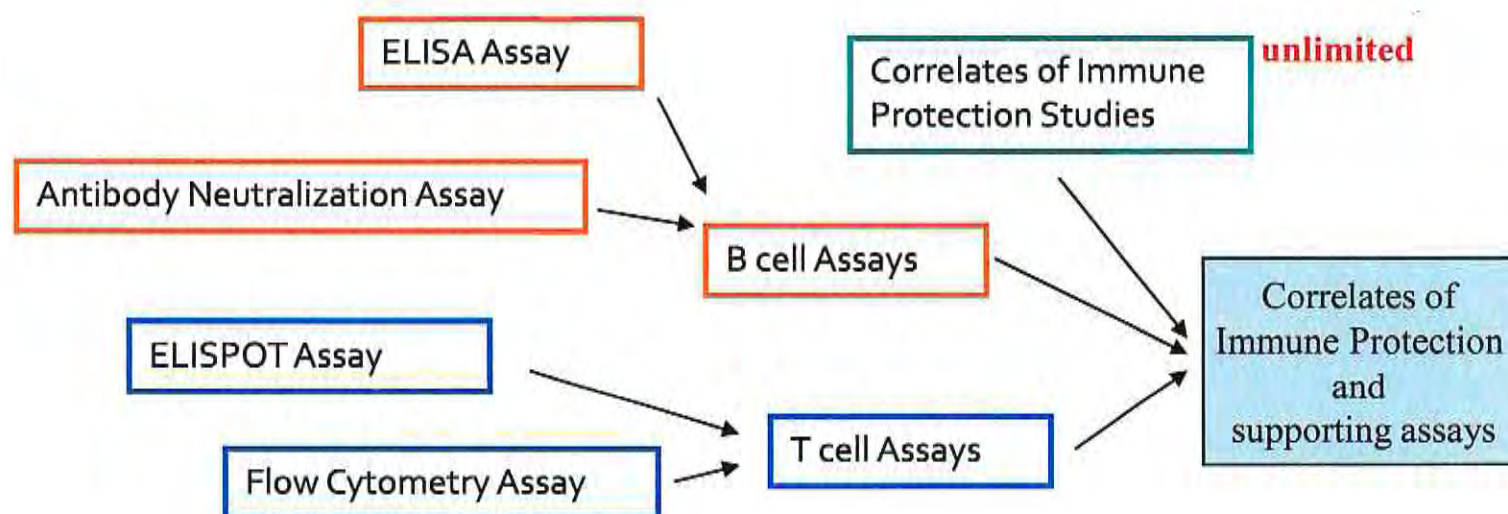 ELISA Assay
Correlates of Immune
Protection Studies
unlimited
Antibody Neutralization Assay
B cell Assays
Correlates of
Immune Protection
and
supporting assays
ELISPOT Assay
T cell Assays
Flow Cytometry Assay